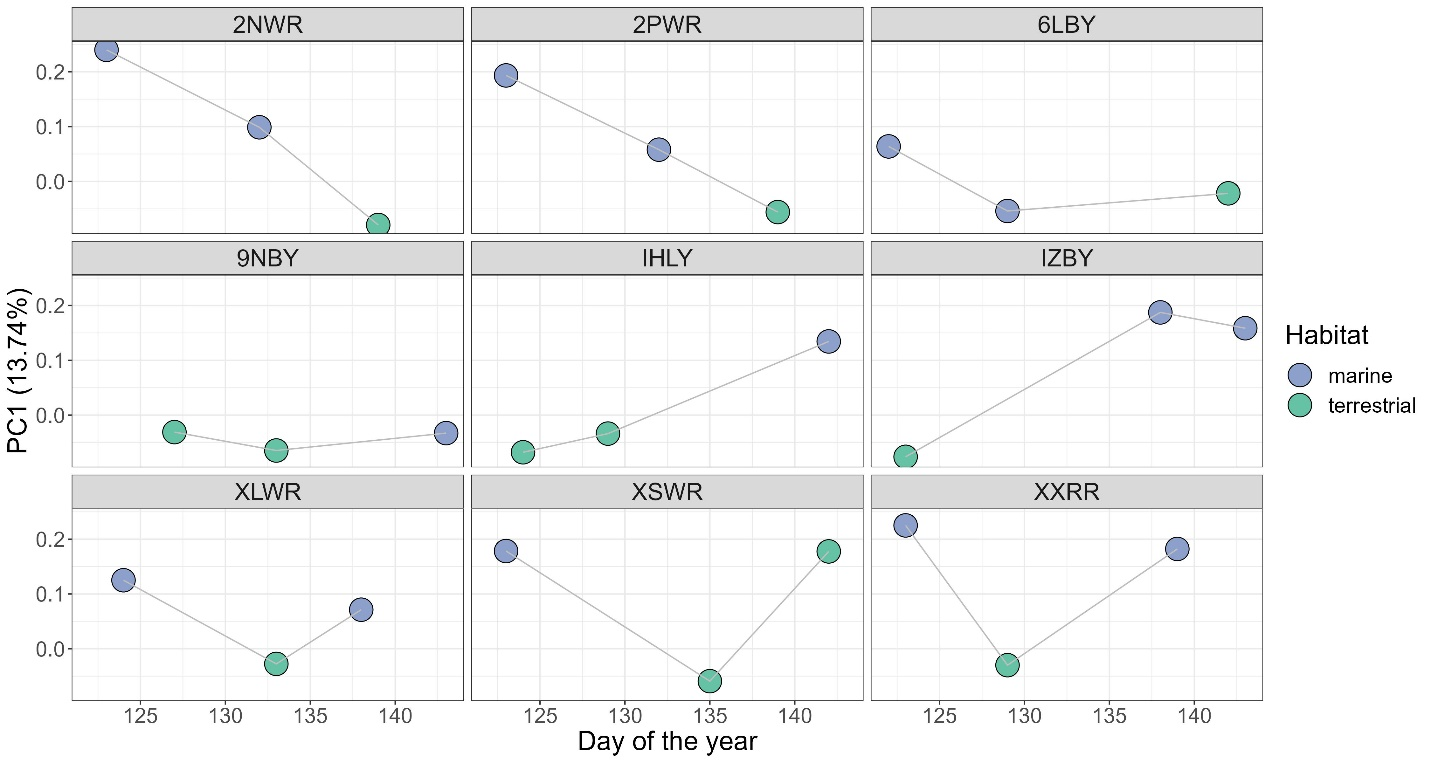 2NWR 2PWR 6LBY
0.2
0.1
0.0
9NBY IHLY IZBY
0.2
0.1
0.0
XLWR XSWR XXRR
0.2
0.1
0.0
125 130 135 140 125 130 135 140 125 130 135 140
Day of the year
PC1 (13.74%)
Habitat
marine
terrestrial